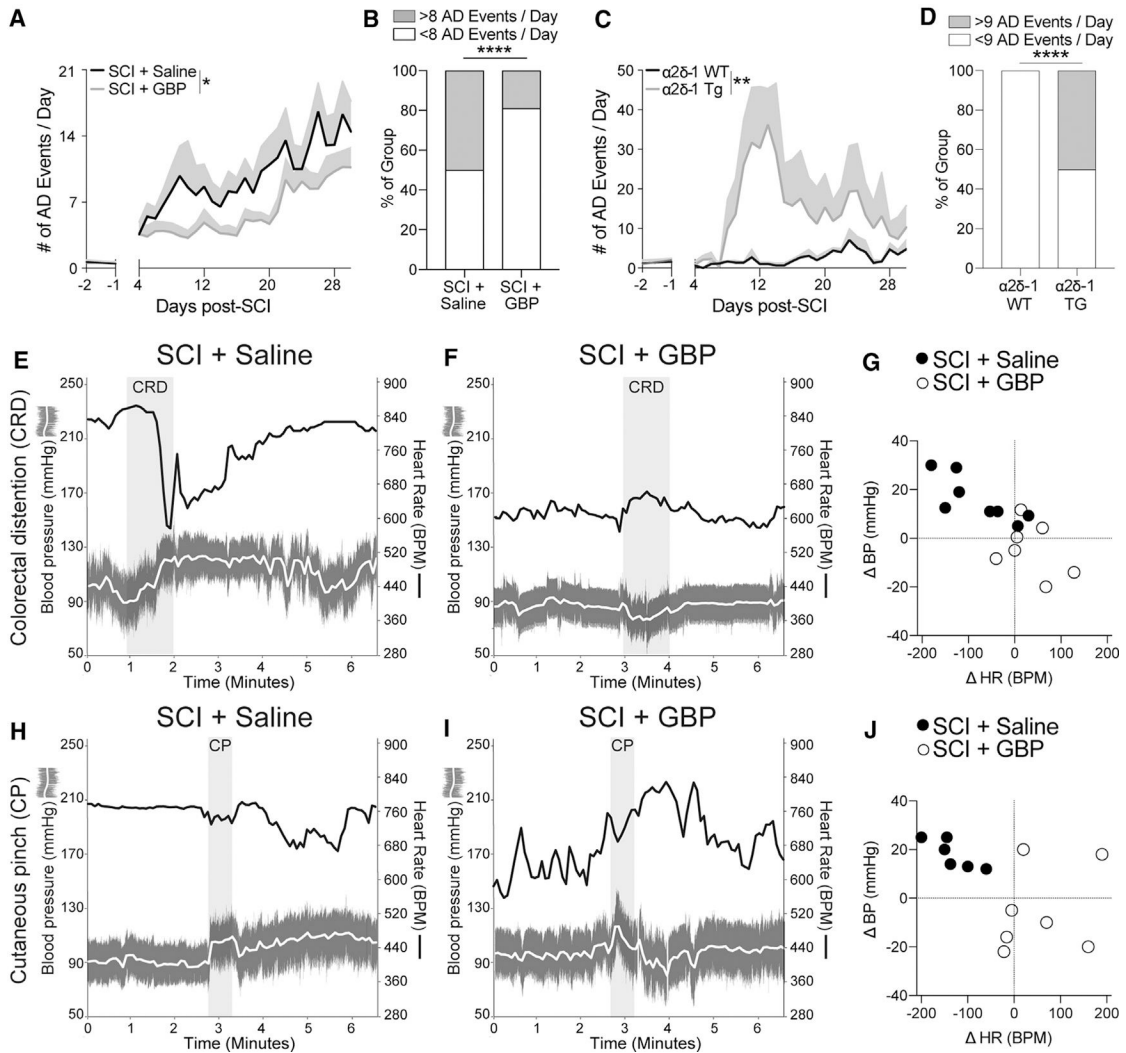 A
SCI + Saline
SCI + GBP
*
# of AD Events / Day
21
14
7
0
-2 -1 4 12 20 28
Days post-SCI
B
>8 AD Events / Day
<8 AD Events / Day
****
% of Group
100
80
60
40
20
0
SCI + Saline
SCI + GBP
C
α2δ-1 WT
α2δ-1 Tg
**
# of AD Events / Day
50
40
30
20
10
0
-2 -1 4 12 20 28
Days post-SCI
D
>9 AD Events / Day
<9 AD Events / Day
****
% of Group
100
80
60
40
20
0
α2δ-1 WT
α2δ-1 TG
Colorectal distention (CRD)
E
SCI + Saline
CRD
Blood pressure (mmHg)
250
210
170
130
90
50
900
840
760
680
600
520
440
360
280
Heart Rate (BPM)
0 1 2 3 4 5 6
Time (Minutes)
F
SCI + GBP
CRD
Blood pressure (mmHg)
250
210
170
130
90
50
900
840
760
680
600
520
440
360
280
Heart Rate (BPM)
0 1 2 3 4 5 6
Time (Minutes)
G
SCI + Saline
SCI + GBP
Δ BP (mmHg)
40
20
0
-20
-40
-200 -100 0 100 200
Δ HR (BPM)
Cutaneous pinch (CP)
H
SCI + Saline
CP
Blood pressure (mmHg)
250
210
170
130
90
50
900
840
760
680
600
520
440
360
280
Heart Rate (BPM)
0 1 2 3 4 5 6
Time (Minutes)
I
SCI + GBP
CP
Blood pressure (mmHg)
250
210
170
130
90
50
900
840
760
680
600
520
440
360
280
Heart Rate (BPM)
0 1 2 3 4 5 6
Time (Minutes)
J
SCI + Saline
SCI + GBP
Δ BP (mmHg)
40
20
0
-20
-40
-200 -100 0 100 200
Δ HR (BPM)